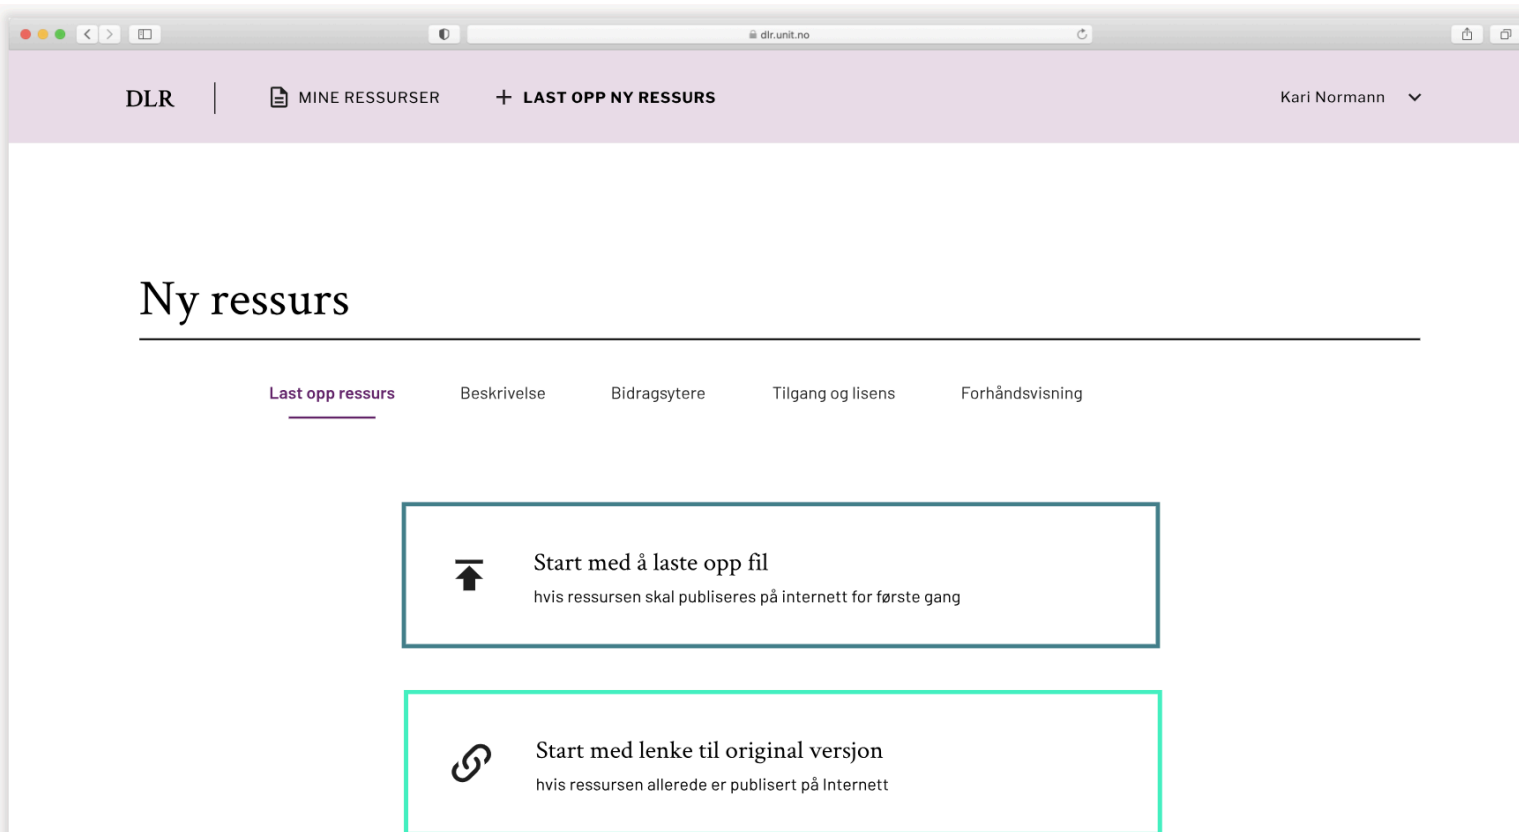 dlr.unit.no
DLR
MINE RESSURSER
+ LAST OPP NY RESSURS
Kari Normann
Ny ressurs
Last opp ressurs
Beskrivelse
Bidragsytere
Tilgang og lisens
Forhåndsvisning
Start med å laste opp fil
hvis ressursen skal publiseres på internett for første gang
Start med lenke til original versjon
hvis ressursen allerede er publisert på Internett